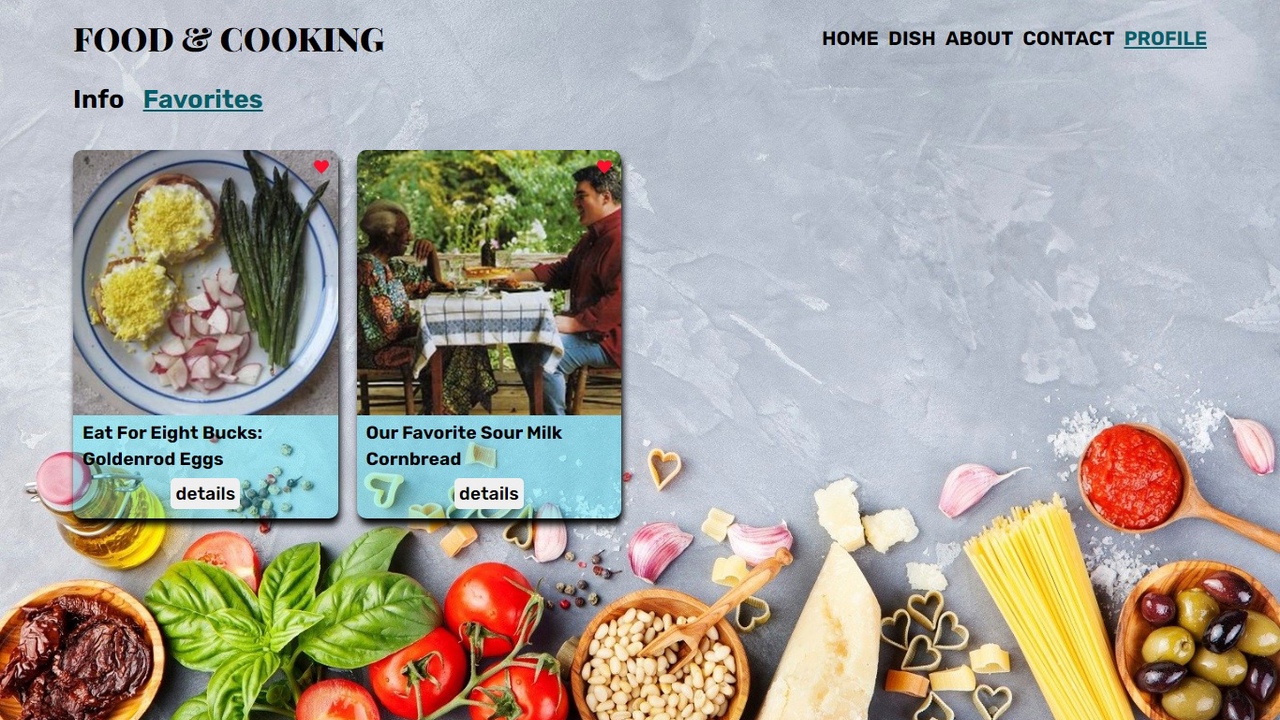 FOOD & COOKING
HOME DISH ABOUT CONTACT PROFILE
Info Favorites
Eat For Eight Bucks:
Goldenrod Eggs
details
Our Favorite Sour Milk
Cornbread
details